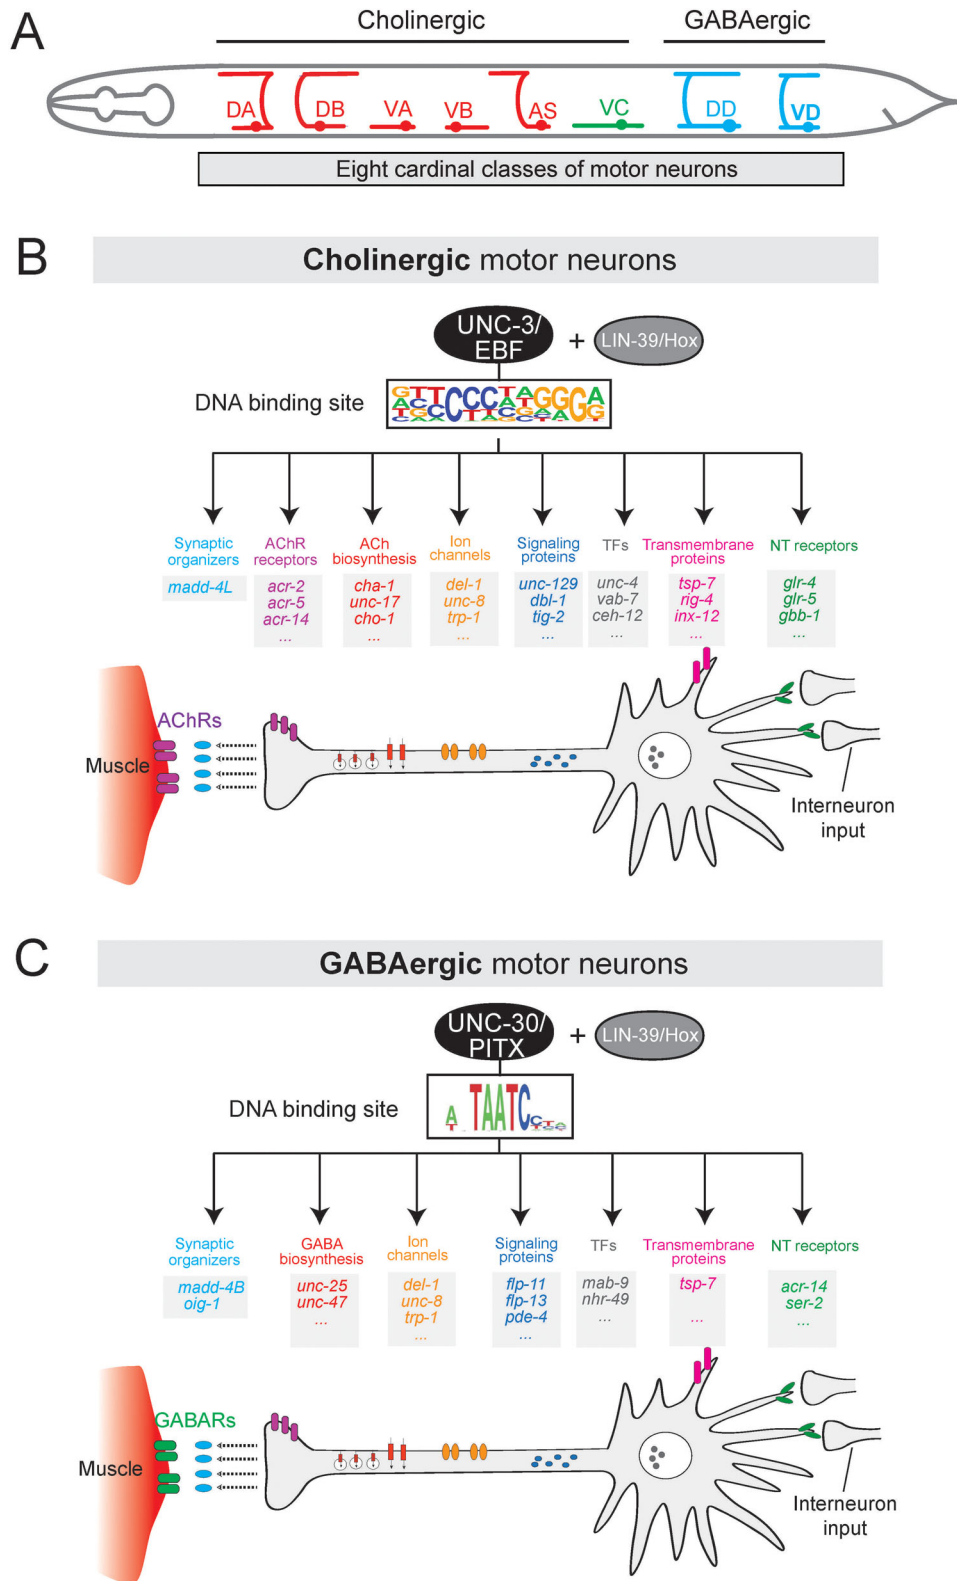 A
Cholinergic
GABAergic
DA
DB
VA
VB
AS
VC
DD
VD
Eight cardinal classes of motor neurons
B
Cholinergic motor neurons
UNC-3/
EBF
+
LIN-39/Hox
DNA binding site
Synaptic
organizers
madd-4L
AChR
receptors
acr-2
acr-5
acr-14
...
ACh
biosynthesis
cha-1
unc-17
cho-1
...
Ion
channels
del-1
unc-8
trp-1
...
Signaling
proteins
unc-129
dbl-1
tig-2
...
TFs
unc-4
vab-7
ceh-12
...
Transmembrane
proteins
tsp-7
rig-4
inx-12
...
NT receptors
glr-4
glr-5
gbb-1
...
AChRs
Muscle
Interneuron
input
C
GABAergic motor neurons
UNC-30/
PITX
+
LIN-39/Hox
DNA binding site
A TAATC
Synaptic
organizers
madd-4B
oig-1
GABA
biosynthesis
unc-25
unc-47
...
Ion
channels
del-1
unc-8
trp-1
...
Signaling
proteins
flp-11
flp-13
pde-4
...
TFs
mab-9
nhr-49
...
Transmembrane
proteins
tsp-7
...
NT receptors
acr-14
ser-2
...
GABARs
Muscle
Interneuron
input